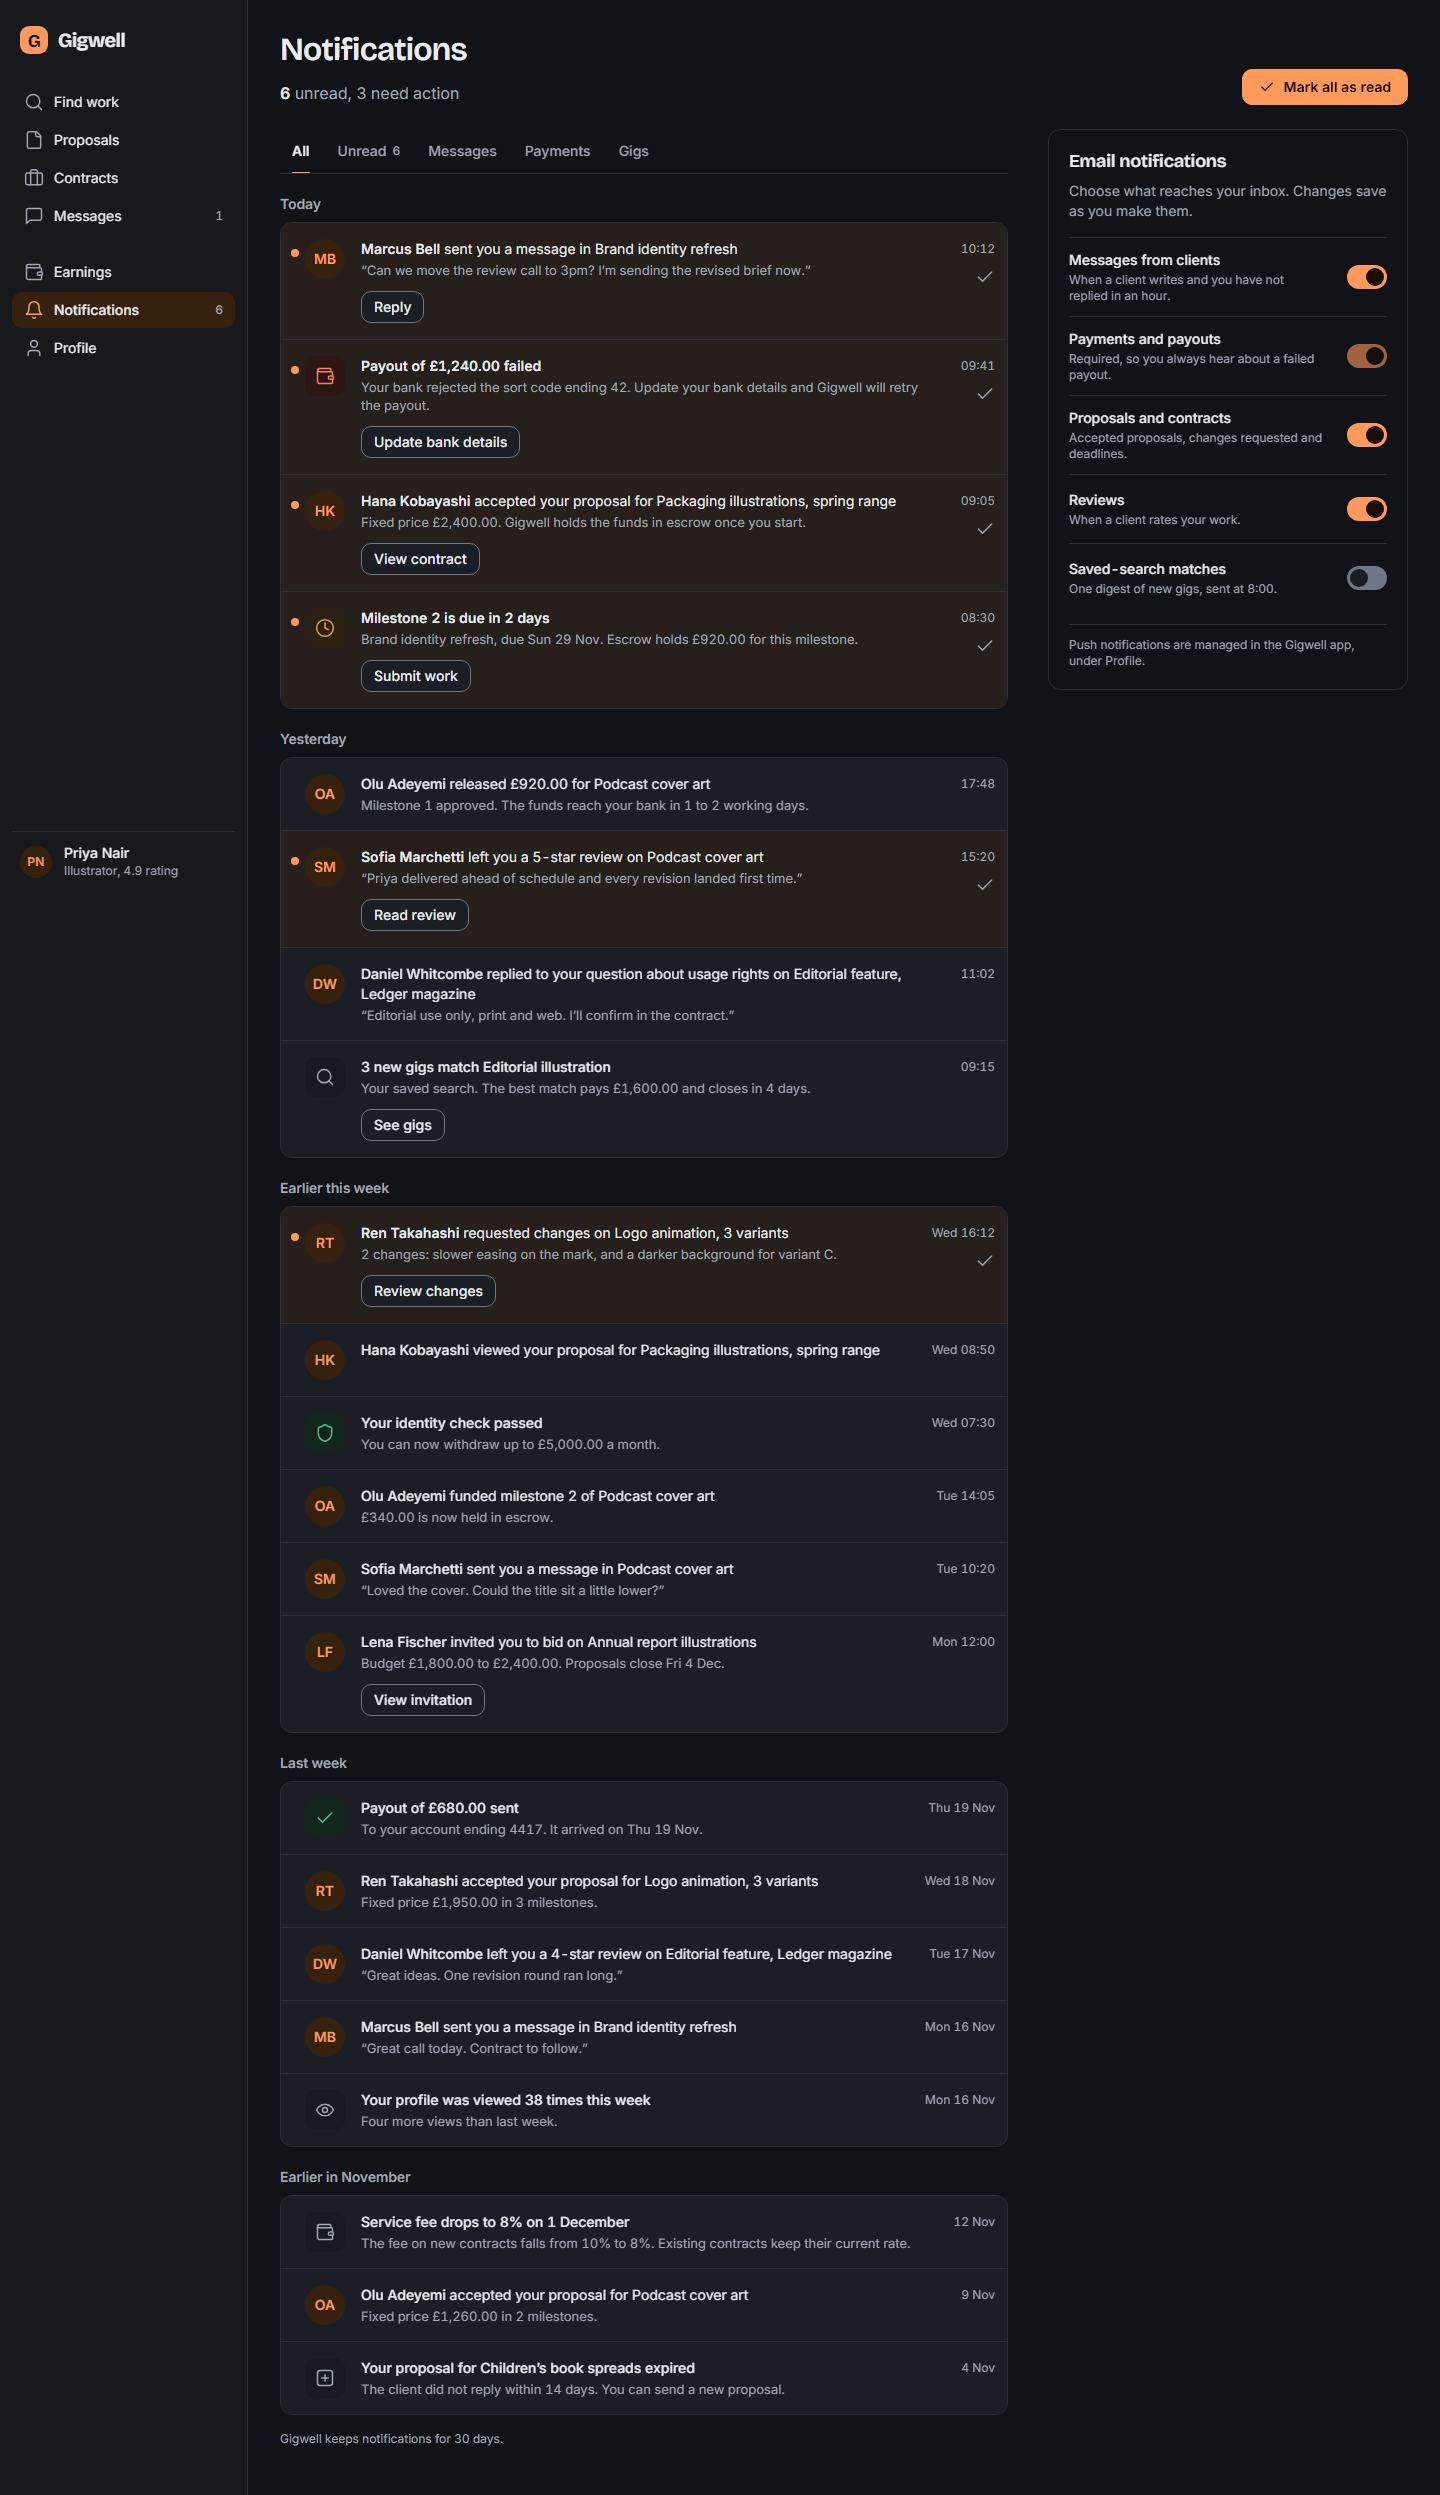 G Gigwell
Find work
Proposals
Contracts
Messages 1
Earnings
Notifications 6
Profile
PN
Priya Nair
Illustrator, 4.9 rating
Notifications
6 unread, 3 need action
Mark all as read
All Unread 6 Messages Payments Gigs
Today
MB
Marcus Bell sent you a message in Brand identity refresh
10:12
“Can we move the review call to 3pm? I’m sending the revised brief now.”
Reply
Payout of £1,240.00 failed
09:41
Your bank rejected the sort code ending 42. Update your bank details and Gigwell will retry
the payout.
Update bank details
HK
Hana Kobayashi accepted your proposal for Packaging illustrations, spring range
09:05
Fixed price £2,400.00. Gigwell holds the funds in escrow once you start.
View contract
Milestone 2 is due in 2 days
08:30
Brand identity refresh, due Sun 29 Nov. Escrow holds £920.00 for this milestone.
Submit work
Yesterday
OA
Olu Adeyemi released £920.00 for Podcast cover art
17:48
Milestone 1 approved. The funds reach your bank in 1 to 2 working days.
SM
Sofia Marchetti left you a 5-star review on Podcast cover art
15:20
“Priya delivered ahead of schedule and every revision landed first time.”
Read review
DW
Daniel Whitcombe replied to your question about usage rights on Editorial feature,
Ledger magazine
11:02
“Editorial use only, print and web. I’ll confirm in the contract.”
3 new gigs match Editorial illustration
09:15
Your saved search. The best match pays £1,600.00 and closes in 4 days.
See gigs
Earlier this week
RT
Ren Takahashi requested changes on Logo animation, 3 variants
Wed 16:12
2 changes: slower easing on the mark, and a darker background for variant C.
Review changes
HK
Hana Kobayashi viewed your proposal for Packaging illustrations, spring range
Wed 08:50
Your identity check passed
Wed 07:30
You can now withdraw up to £5,000.00 a month.
OA
Olu Adeyemi funded milestone 2 of Podcast cover art
Tue 14:05
£340.00 is now held in escrow.
SM
Sofia Marchetti sent you a message in Podcast cover art
Tue 10:20
“Loved the cover. Could the title sit a little lower?”
LF
Lena Fischer invited you to bid on Annual report illustrations
Mon 12:00
Budget £1,800.00 to £2,400.00. Proposals close Fri 4 Dec.
View invitation
Last week
Payout of £680.00 sent
Thu 19 Nov
To your account ending 4417. It arrived on Thu 19 Nov.
RT
Ren Takahashi accepted your proposal for Logo animation, 3 variants
Wed 18 Nov
Fixed price £1,950.00 in 3 milestones.
DW
Daniel Whitcombe left you a 4-star review on Editorial feature, Ledger magazine
Tue 17 Nov
“Great ideas. One revision round ran long.”
MB
Marcus Bell sent you a message in Brand identity refresh
Mon 16 Nov
“Great call today. Contract to follow.”
Your profile was viewed 38 times this week
Mon 16 Nov
Four more views than last week.
Earlier in November
Service fee drops to 8% on 1 December
12 Nov
The fee on new contracts falls from 10% to 8%. Existing contracts keep their current rate.
OA
Olu Adeyemi accepted your proposal for Podcast cover art
9 Nov
Fixed price £1,260.00 in 2 milestones.
Your proposal for Children’s book spreads expired
4 Nov
The client did not reply within 14 days. You can send a new proposal.
Gigwell keeps notifications for 30 days.
Email notifications
Choose what reaches your inbox. Changes save
as you make them.
Messages from clients
When a client writes and you have not
replied in an hour.
Payments and payouts
Required, so you always hear about a failed
payout.
Proposals and contracts
Accepted proposals, changes requested and
deadlines.
Reviews
When a client rates your work.
Saved-search matches
One digest of new gigs, sent at 8:00.
Push notifications are managed in the Gigwell app,
under Profile.